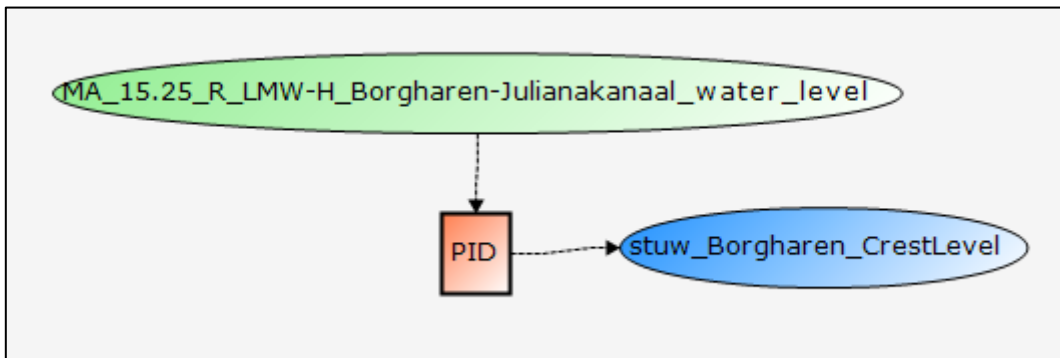 MA_15.25_R_LMW-H_Borgharen-Julianakanaal_water_level
PID
stuw_Borgharen_CrestLevel